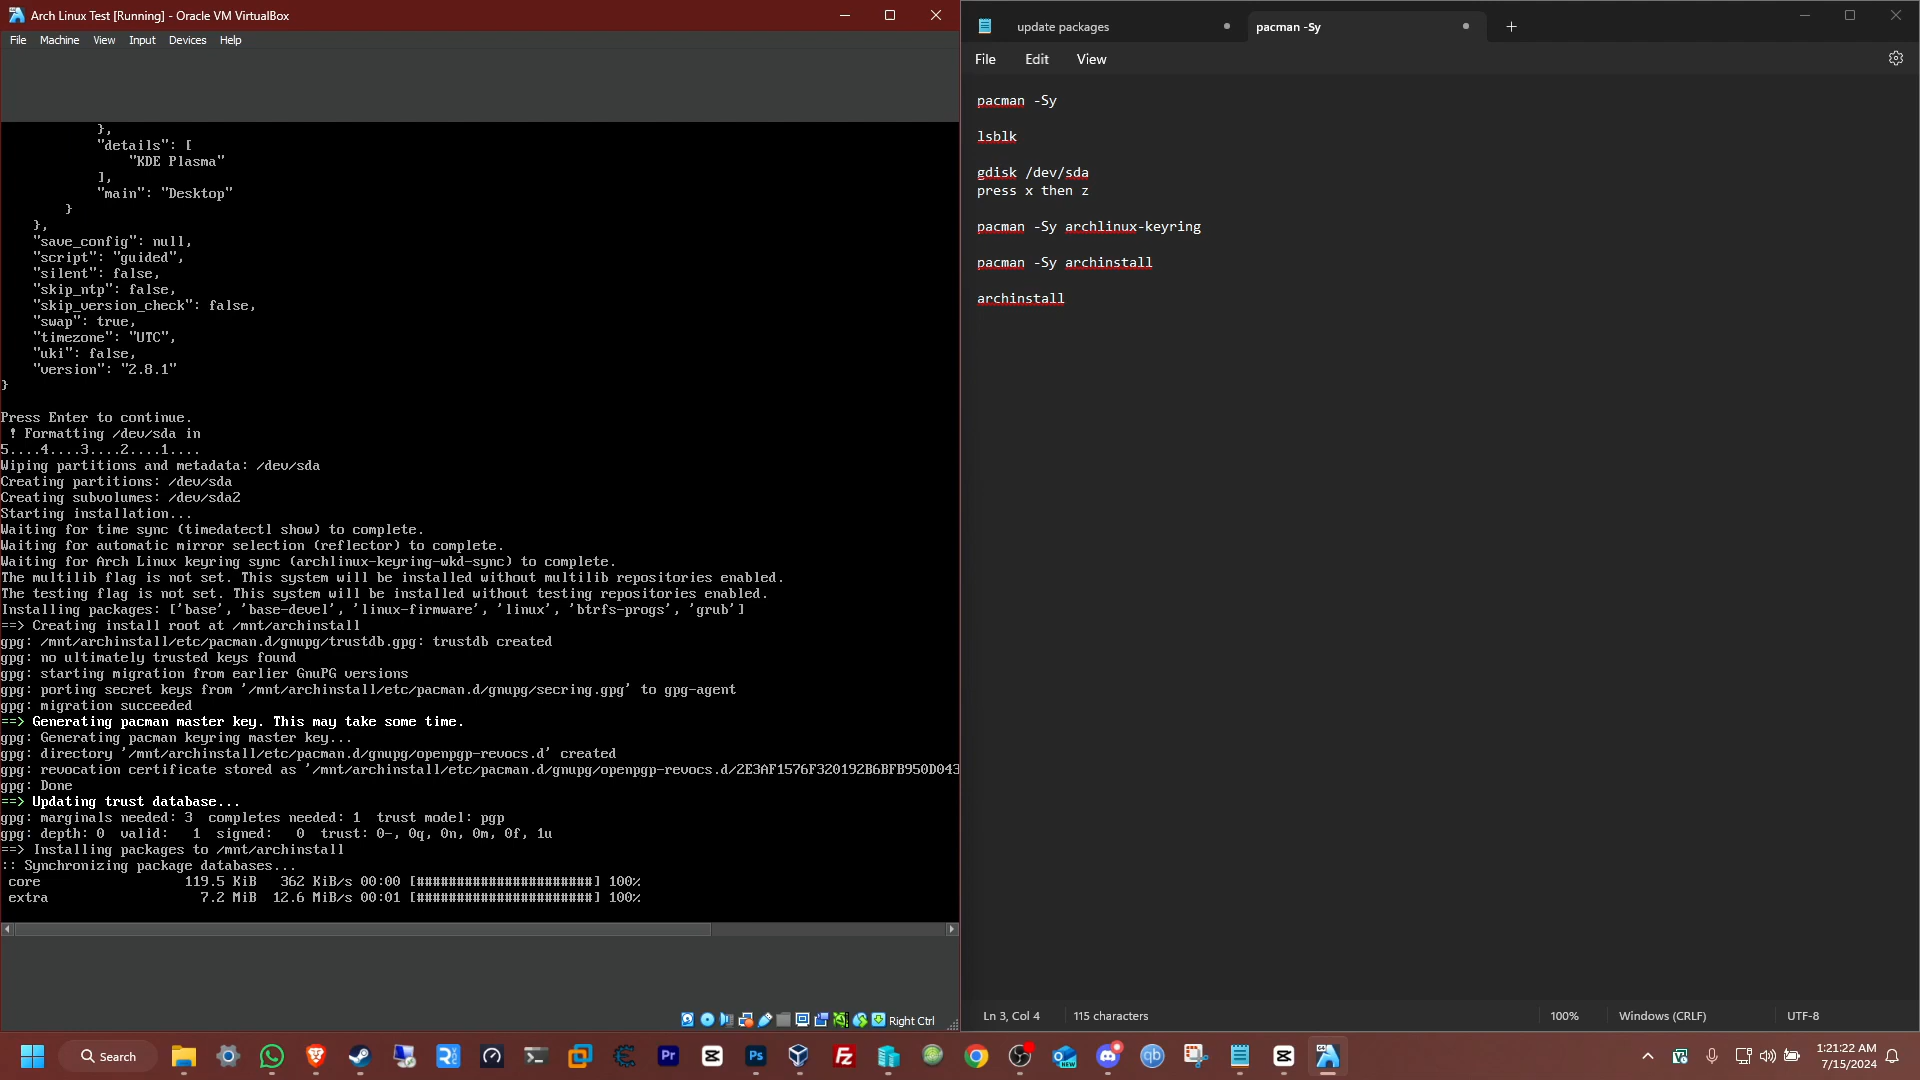 Arch Linux Test [Running] - Oracle VM VirtualBox
File Machine View Input Devices Help
},
"details": [
"KDE Plasma"
],
"main": "Desktop"
}
},
"save_config": null,
"script": "guided",
"silent": false,
"skip_ntp": false,
"skip_version_check": false,
"swap": true,
"timezone": "UTC",
"uki": false,
"version": "2.8.1"
}
Press Enter to continue.
! Formatting /dev/sda in
5....4....3....2....1....
Wiping partitions and metadata: /dev/sda
Creating partitions: /dev/sda
Creating subvolumes: /dev/sda2
Starting installation...
Waiting for time sync (timedatectl show) to complete.
Waiting for automatic mirror selection (reflector) to complete.
Waiting for Arch Linux keyring sync (archlinux-keyring-wkd-sync) to complete.
The multilib flag is not set. This system will be installed without multilib repositories enabled.
The testing flag is not set. This system will be installed without testing repositories enabled.
Installing packages: ['base', 'base-devel', 'linux-firmware', 'linux', 'btrfs-progs', 'grub']
==> Creating install root at /mnt/archinstall
gpg: /mnt/archinstall/etc/pacman.d/gnupg/trustdb.gpg: trustdb created
gpg: no ultimately trusted keys found
gpg: starting migration from earlier GnuPG versions
gpg: porting secret keys from '/mnt/archinstall/etc/pacman.d/gnupg/secring.gpg' to gpg-agent
gpg: migration succeeded
==> Generating pacman master key. This may take some time.
gpg: Generating pacman keyring master key...
gpg: directory '/mnt/archinstall/etc/pacman.d/gnupg/openpgp-revocs.d' created
gpg: revocation certificate stored as '/mnt/archinstall/etc/pacman.d/gnupg/openpgp-revocs.d/2E3AF1576F320192B6BFB950D043
gpg: Done
==> Updating trust database...
gpg: marginals needed: 3  completes needed: 1  trust model: pgp
gpg: depth: 0  valid:   1  signed:   0  trust: 0-, 0q, 0n, 0m, 0f, 1u
==> Installing packages to /mnt/archinstall
:: Synchronizing package databases...
core 119.5 KiB 362 KiB/s 00:00 [######################] 100%
extra 7.2 MiB 12.6 MiB/s 00:01 [######################] 100%
Right Ctrl
update packages
pacman -Sy
File Edit View
pacman -Sy
lsblk
gdisk /dev/sda
press x then z
pacman -Sy archlinux-keyring
pacman -Sy archinstall
archinstall
Ln 3, Col 4 115 characters 100% Windows (CRLF) UTF-8
Search
Pr
Ps
Fz
qb
1:21:22 AM
7/15/2024